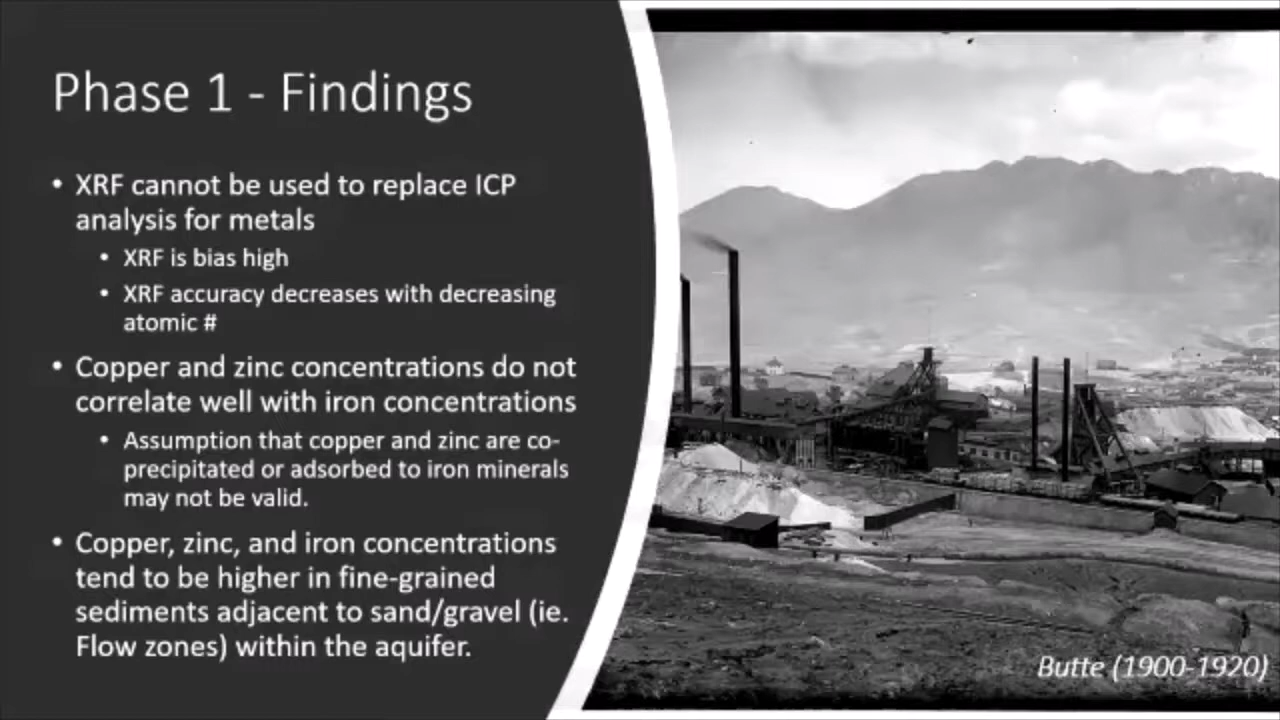 Phase 1 - Findings
• XRF cannot be used to replace ICP
analysis for metals
• XRF is bias high
• XRF accuracy decreases with decreasing
atomic #
• Copper and zinc concentrations do not
correlate well with iron concentrations
• Assumption that copper and zinc are co-
precipitated or adsorbed to iron minerals
may not be valid.
• Copper, zinc, and iron concentrations
tend to be higher in fine-grained
sediments adjacent to sand/gravel (ie.
Flow zones) within the aquifer.
Butte (1900-1920)